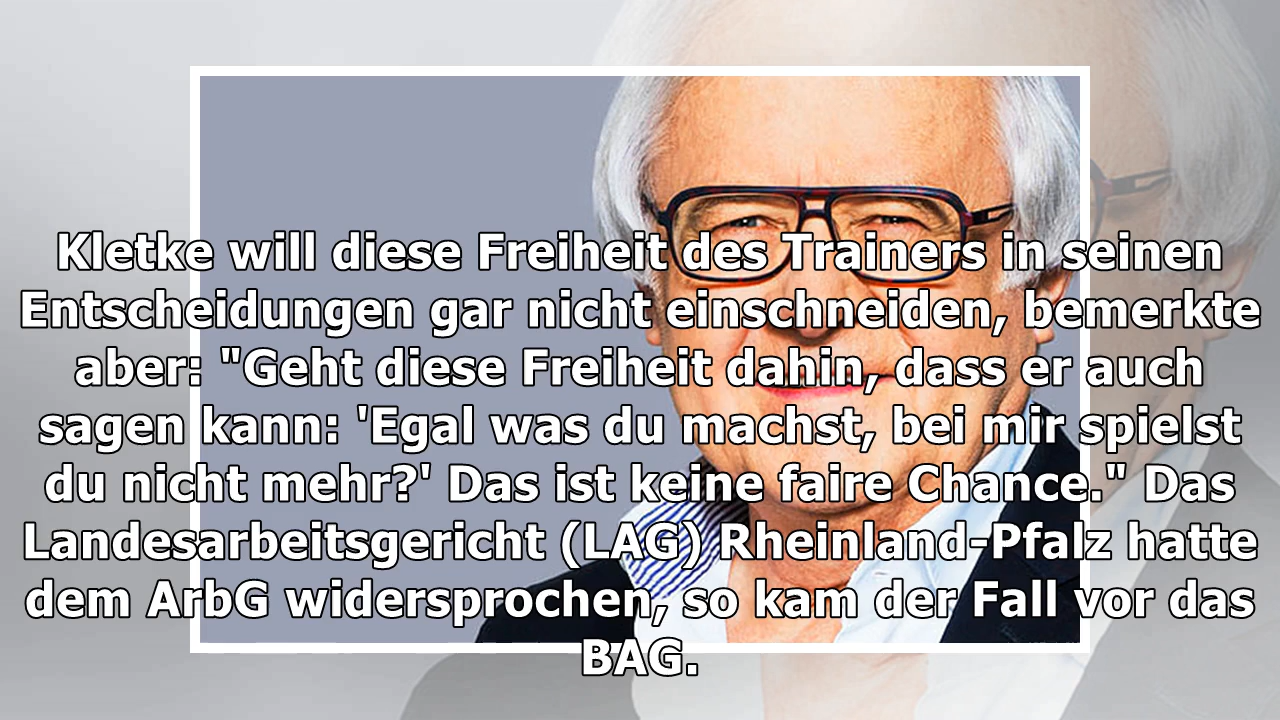 Kletke will diese Freiheit des Trainers in seinen
Entscheidungen gar nicht einschneiden, bemerkte
aber: "Geht diese Freiheit dahin, dass er auch
sagen kann: 'Egal was du machst, bei mir spielst
du nicht mehr?' Das ist keine faire Chance." Das
Landesarbeitsgericht (LAG) Rheinland-Pfalz hatte
dem ArbG widersprochen, so kam der Fall vor das
BAG.